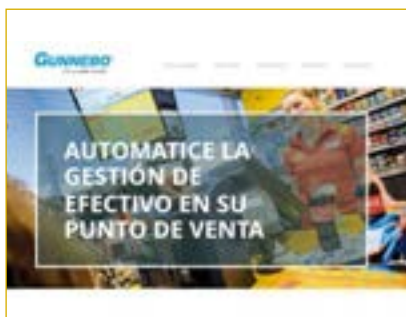 GUNNEBO
AUTOMATICE LA
GESTIÓN DE
EFECTIVO EN SU
PUNTO DE VENTA